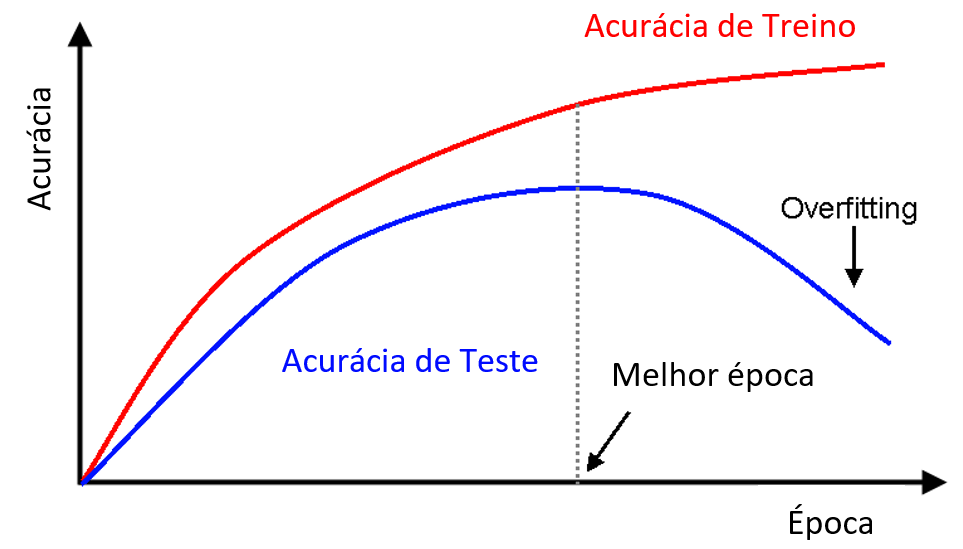 Acurácia de Treino
Acurácia
Overfitting
Acurácia de Teste
Melhor época
Época